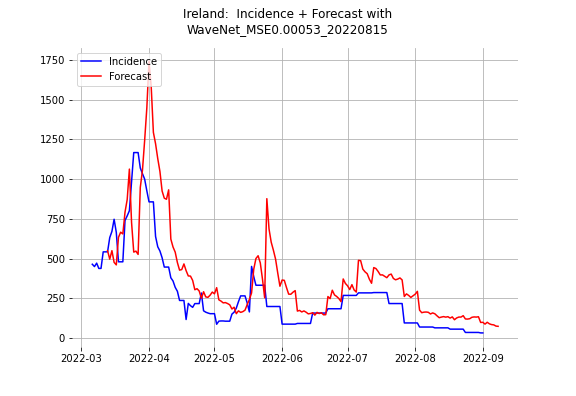 Ireland:  Incidence + Forecast with
WaveNet_MSE0.00053_20220815
1750
1500
1250
1000
750
500
250
0
Incidence
Forecast
2022-03 2022-04 2022-05 2022-06 2022-07 2022-08 2022-09